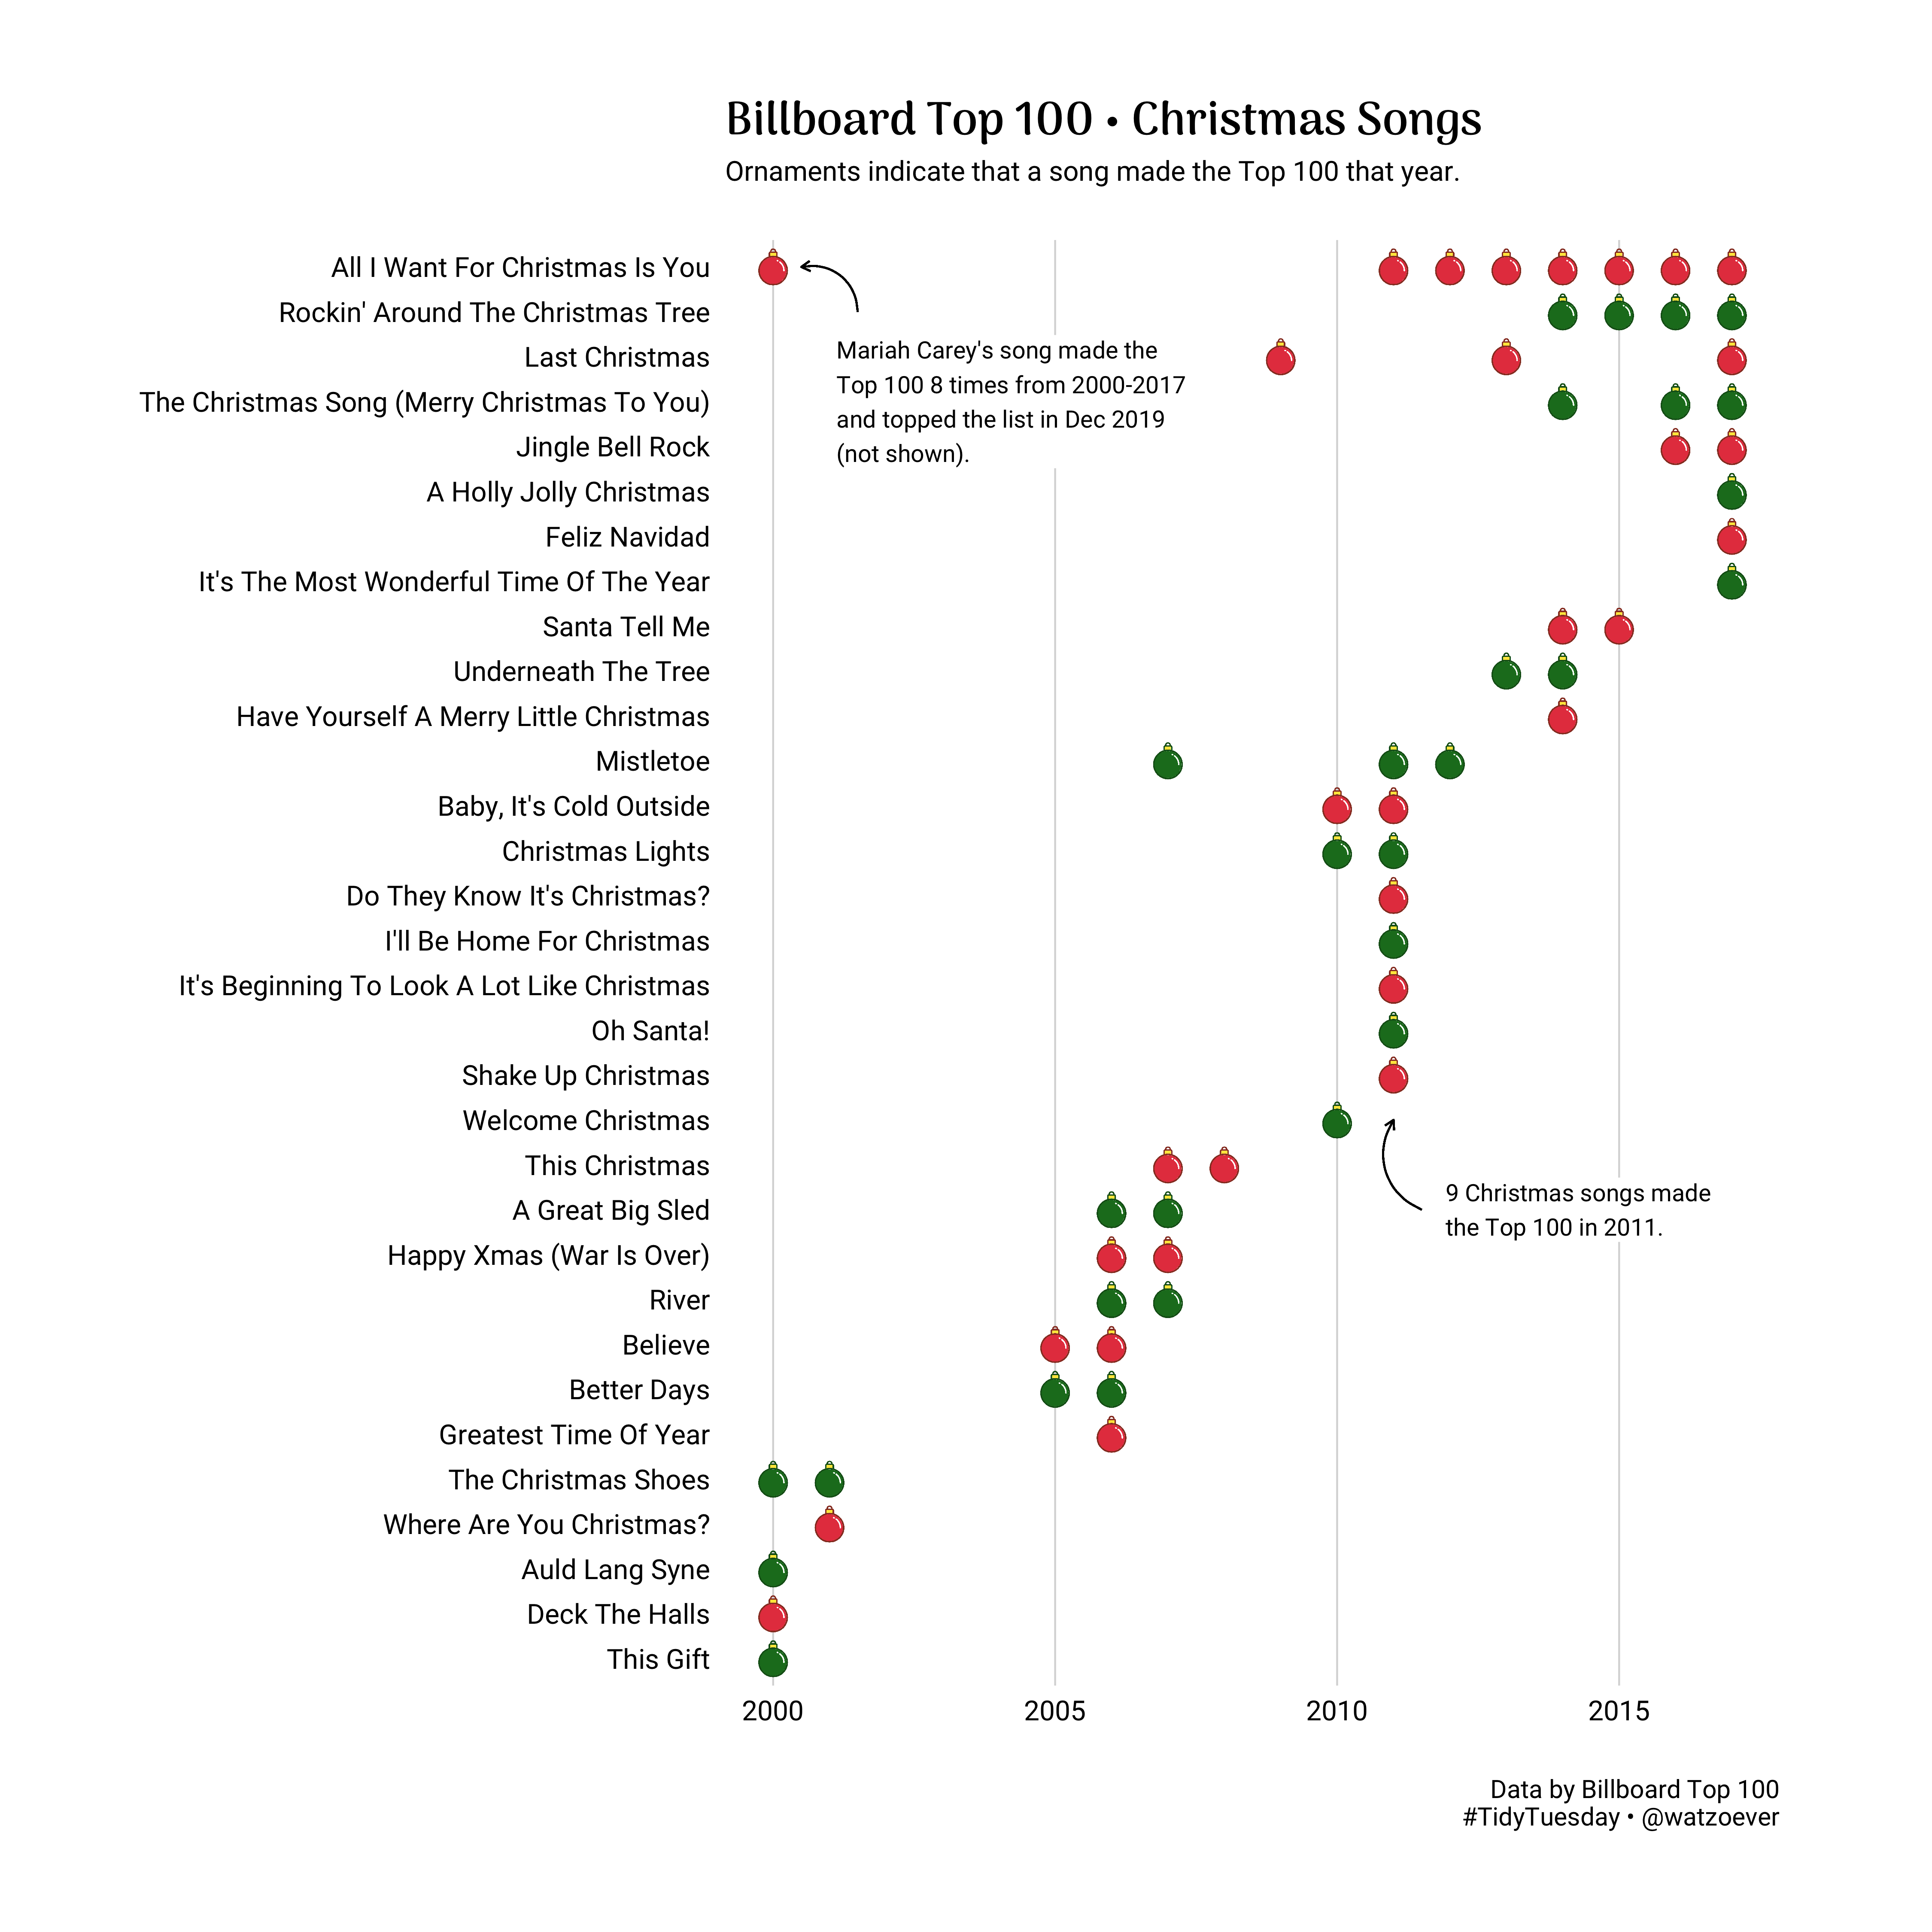 Billboard Top 100 • Christmas Songs
Ornaments indicate that a song made the Top 100 that year.
All I Want For Christmas Is You
Rockin' Around The Christmas Tree
Last Christmas
The Christmas Song (Merry Christmas To You)
Jingle Bell Rock
A Holly Jolly Christmas
Feliz Navidad
It's The Most Wonderful Time Of The Year
Santa Tell Me
Underneath The Tree
Have Yourself A Merry Little Christmas
Mistletoe
Baby, It's Cold Outside
Christmas Lights
Do They Know It's Christmas?
I'll Be Home For Christmas
It's Beginning To Look A Lot Like Christmas
Oh Santa!
Shake Up Christmas
Welcome Christmas
This Christmas
A Great Big Sled
Happy Xmas (War Is Over)
River
Believe
Better Days
Greatest Time Of Year
The Christmas Shoes
Where Are You Christmas?
Auld Lang Syne
Deck The Halls
This Gift
Mariah Carey's song made the
Top 100 8 times from 2000-2017
and topped the list in Dec 2019
(not shown).
9 Christmas songs made
the Top 100 in 2011.
2000 2005 2010 2015
Data by Billboard Top 100
#TidyTuesday • @watzoever